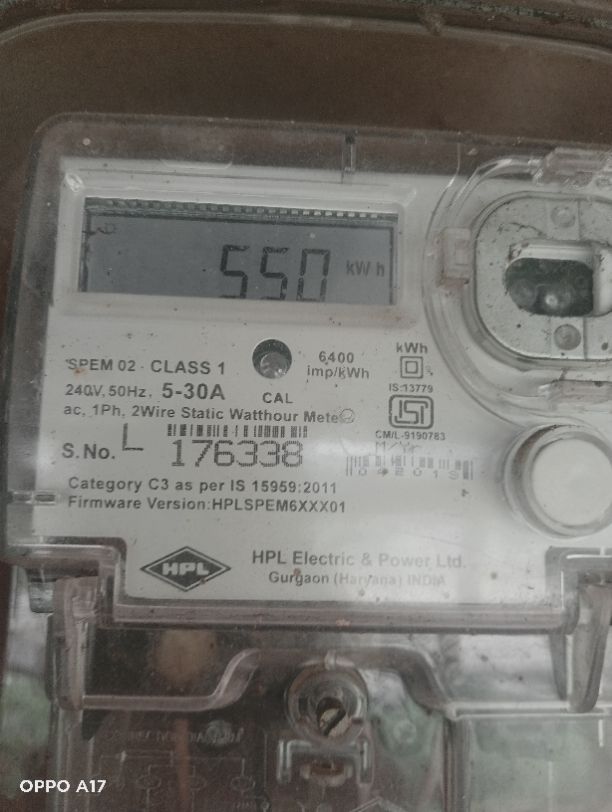 550 kWh
SPEM 02 - CLASS 1
6400
imp/kWh
kWh
240V, 50Hz, 5-30A
CAL
IS:13779
ac, 1Ph, 2Wire Static Watthour Meter
ISI
CM/L-9190783
S.No. L 176338
M/Yr.
Category C3 as per IS 15959:2011
Firmware Version:HPLSPEM6XXX01
HPL
HPL Electric & Power Ltd.
Gurgaon (Haryana) INDIA
OPPO A17